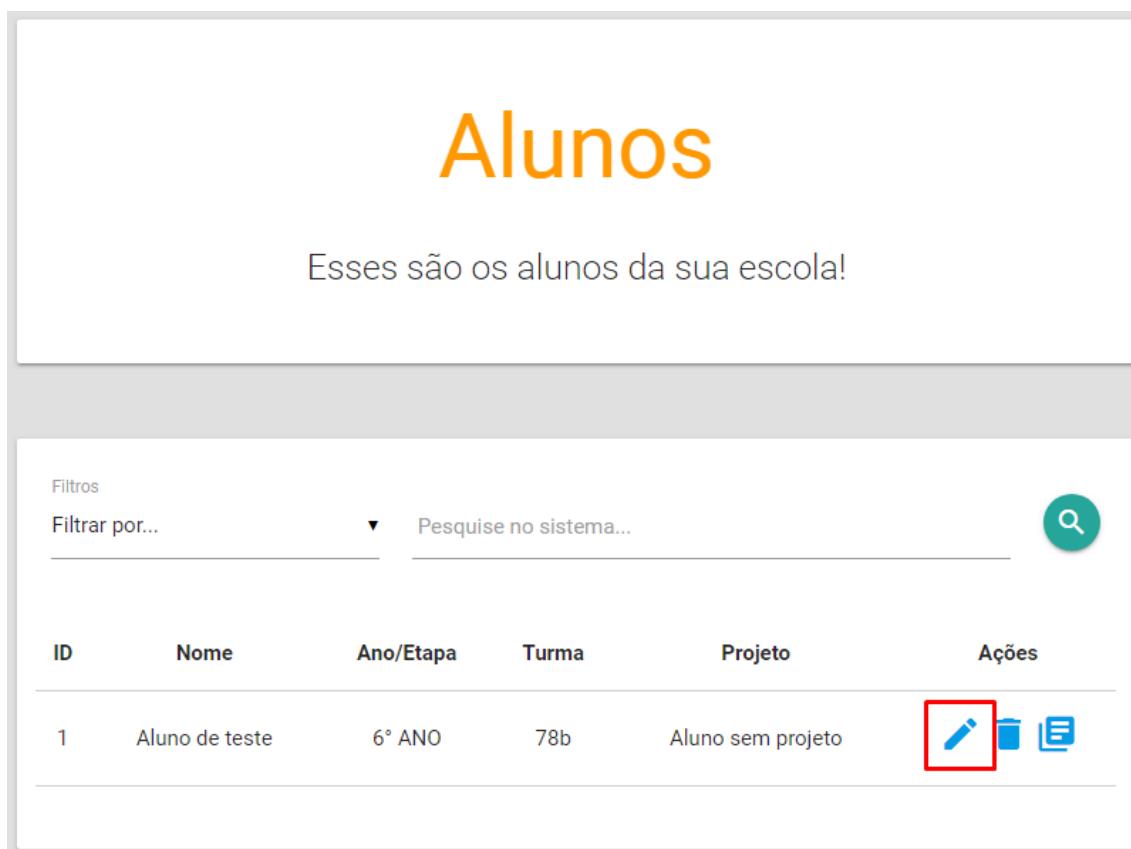 Alunos
Esses são os alunos da sua escola!
Filtros
Filtrar por...
Pesquise no sistema...
ID Nome Ano/Etapa Turma Projeto Ações
1 Aluno de teste 6° ANO 78b Aluno sem projeto